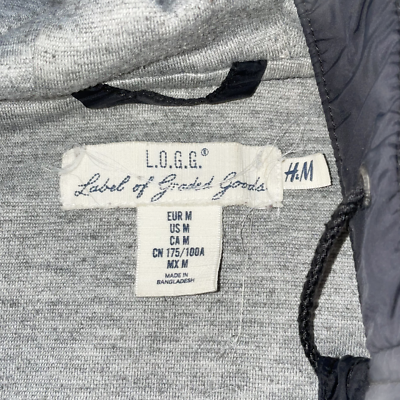 L.O.G.G.®
Label of Graded Goods
H&M
EUR M
US M
CA M
CN 175/100A
MX M
MADE IN
BANGLADESH